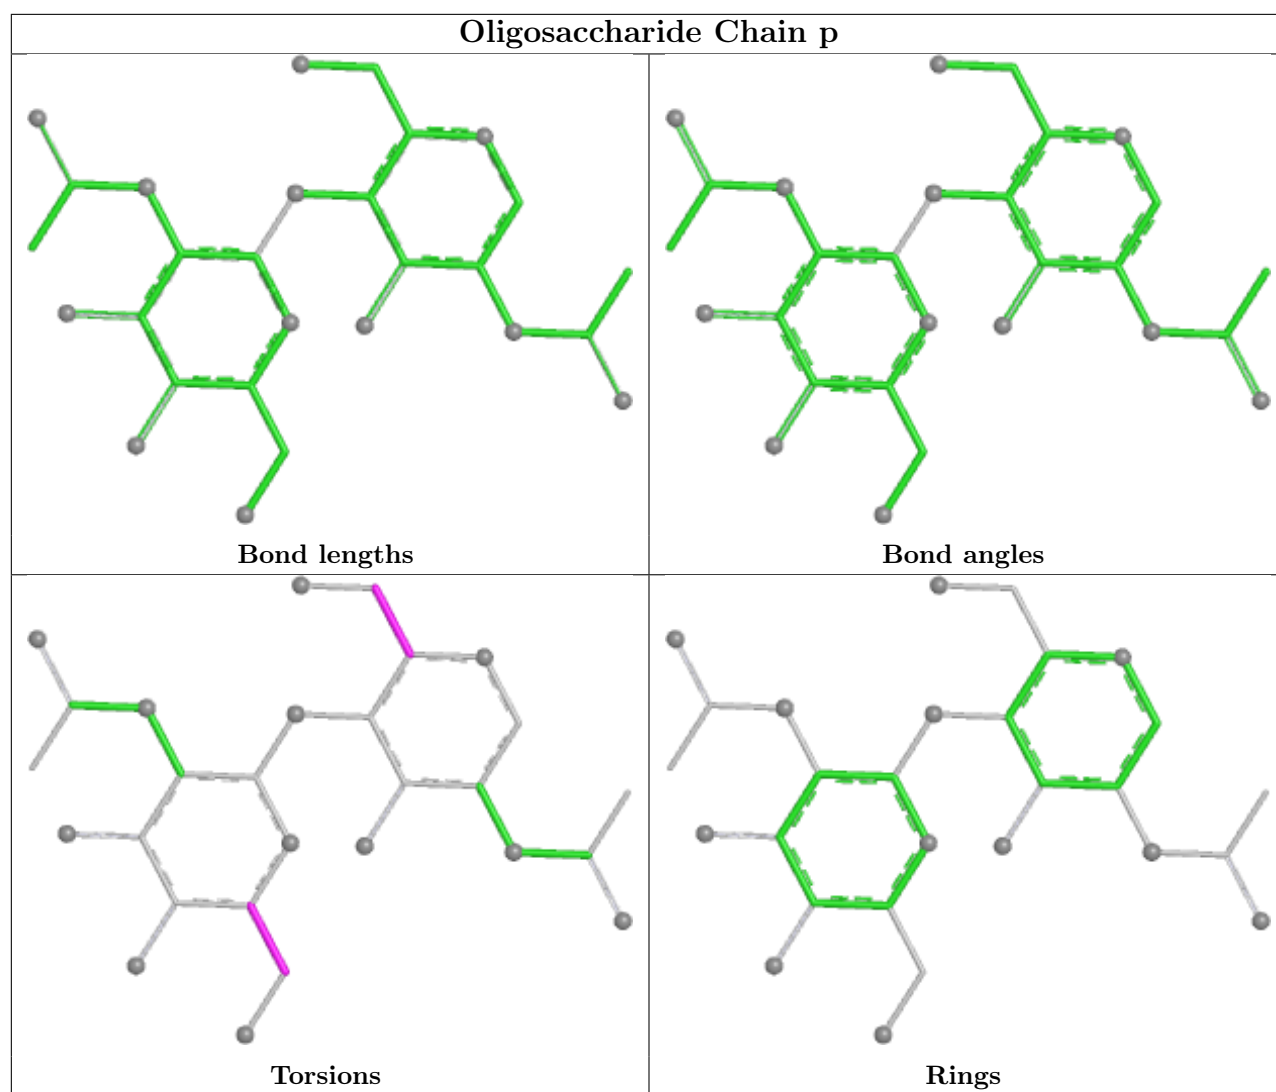 Oligosaccharide Chain p
Bond lengths
Bond angles
Torsions
Rings